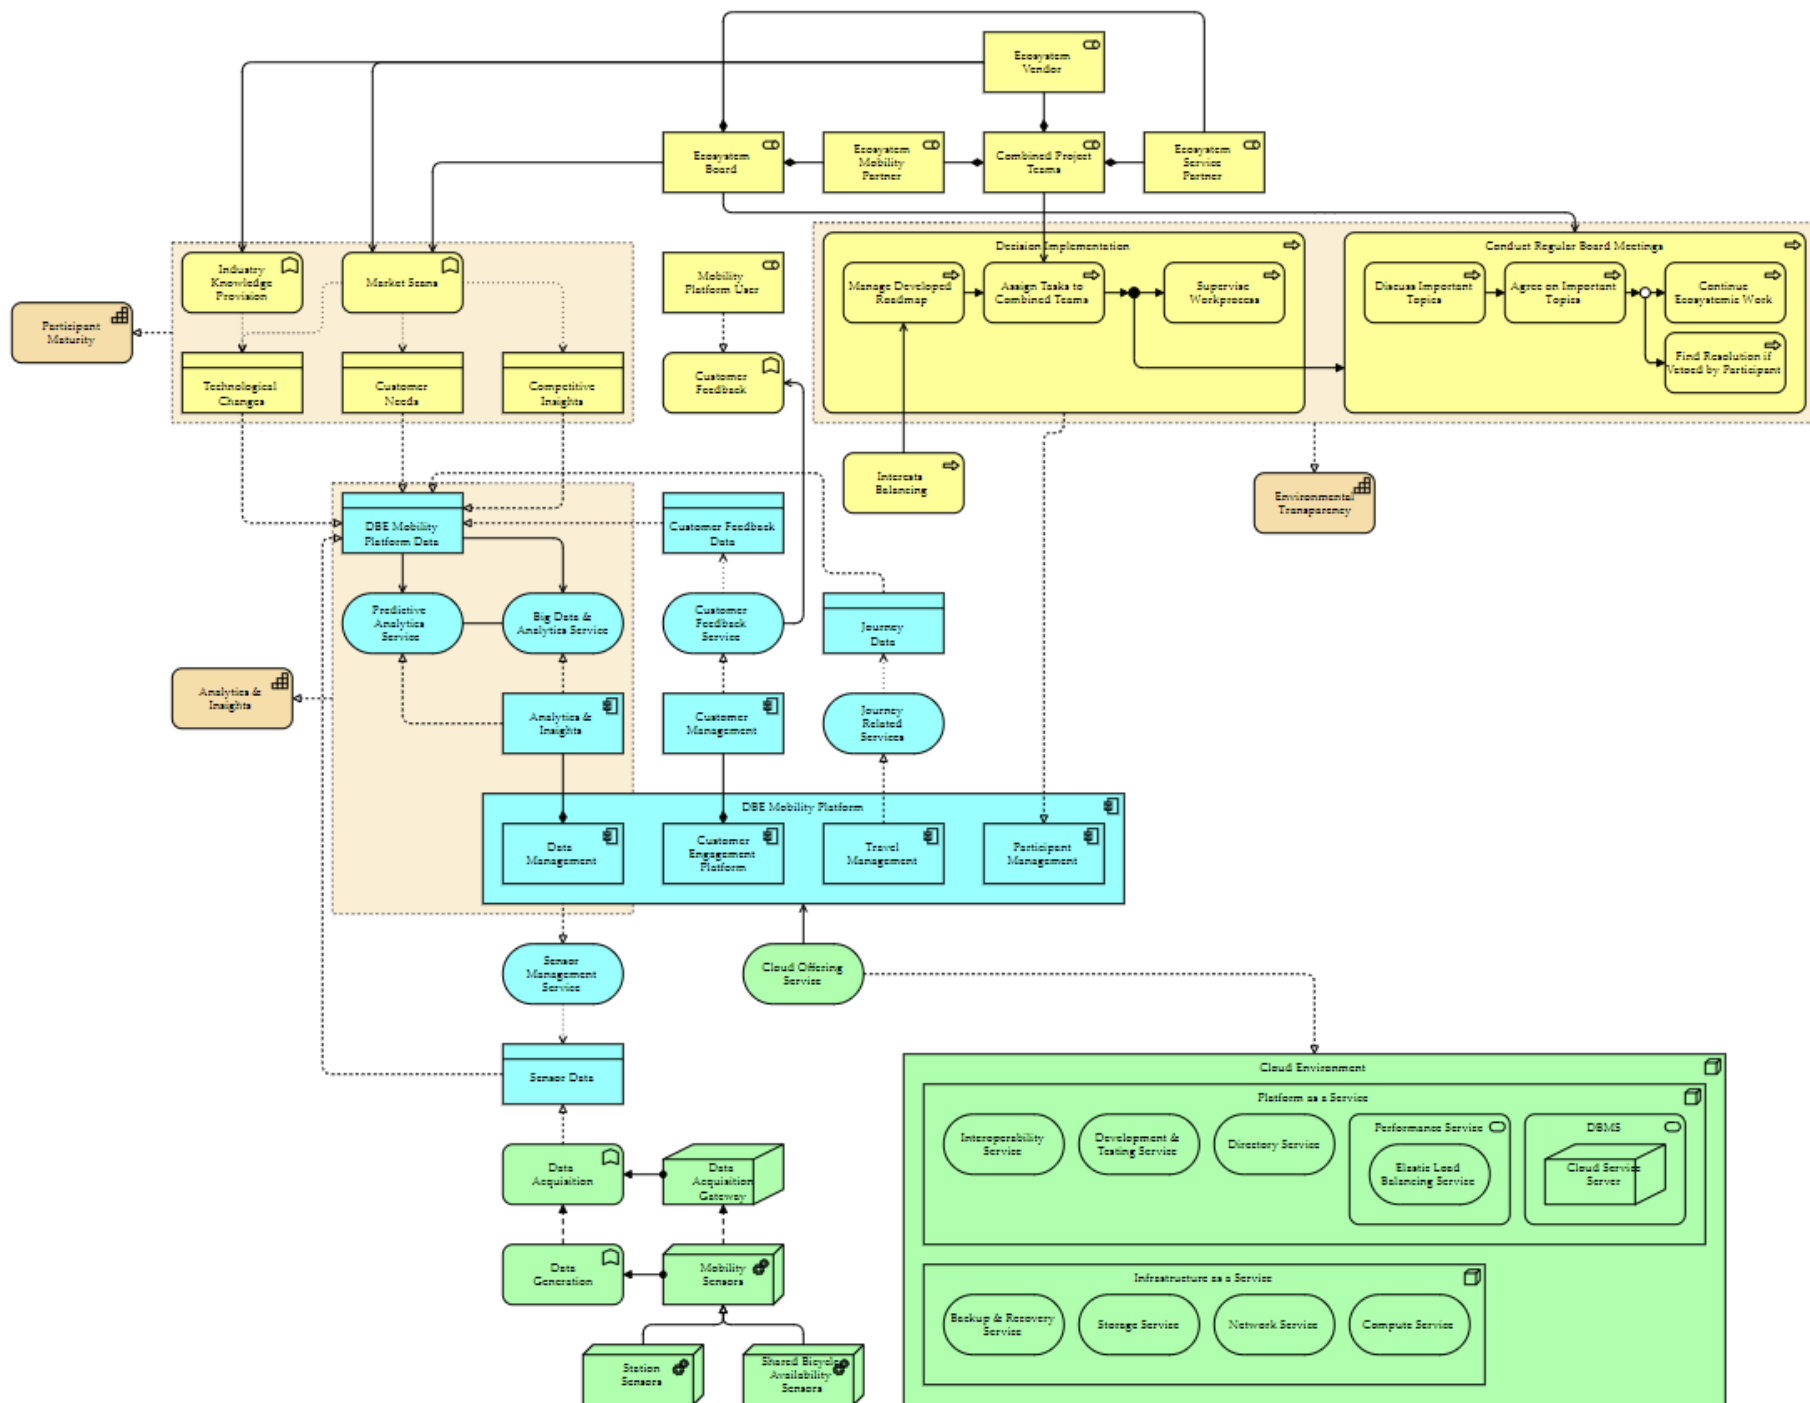 Ecosystem
Vendor
Ecosystem
Board
Ecosystem
Mobility
Partner
Combined Project
Teams
Ecosystem
Service
Partner
Industry
Knowledge
Provision
Market Scans
Mobility
Platform User
Decision Implementation
Manage Developed
Roadmap
Assign Tasks to
Combined Teams
Supervise
Workprocess
Conduct Regular Board Meetings
Discuss Important
Topics
Agree on Important
Topics
Continue
Ecosystemic Work
Find Resolution if
Vetoed by Participant
Participant
Maturity
Technological
Changes
Customer
Needs
Competitive
Insights
Customer
Feedback
Interests
Balancing
Environmental
Transparency
DBE Mobility
Platform Data
Customer Feedback
Data
Predictive
Analytics
Service
Big Data &
Analytics Service
Customer
Feedback
Service
Journey
Data
Analytics &
Insights
Analytics &
Insights
Customer
Management
Journey
Related
Services
DBE Mobility Platform
Data
Management
Customer
Engagement
Platform
Travel
Management
Participant
Management
Sensor
Management
Service
Cloud Offering
Service
Sensor Data
Cloud Environment
Platform as a Service
Interoperability
Service
Development &
Testing Service
Directory Service
Performance Service
Elastic Load
Balancing Service
DBMS
Cloud Service
Server
Data
Acquisition
Data
Acquisition
Gateway
Data
Generation
Mobility
Sensors
Infrastructure as a Service
Backup & Recovery
Service
Storage Service
Network Service
Compute Service
Station
Sensors
Shared Bicycle
Availability
Sensors